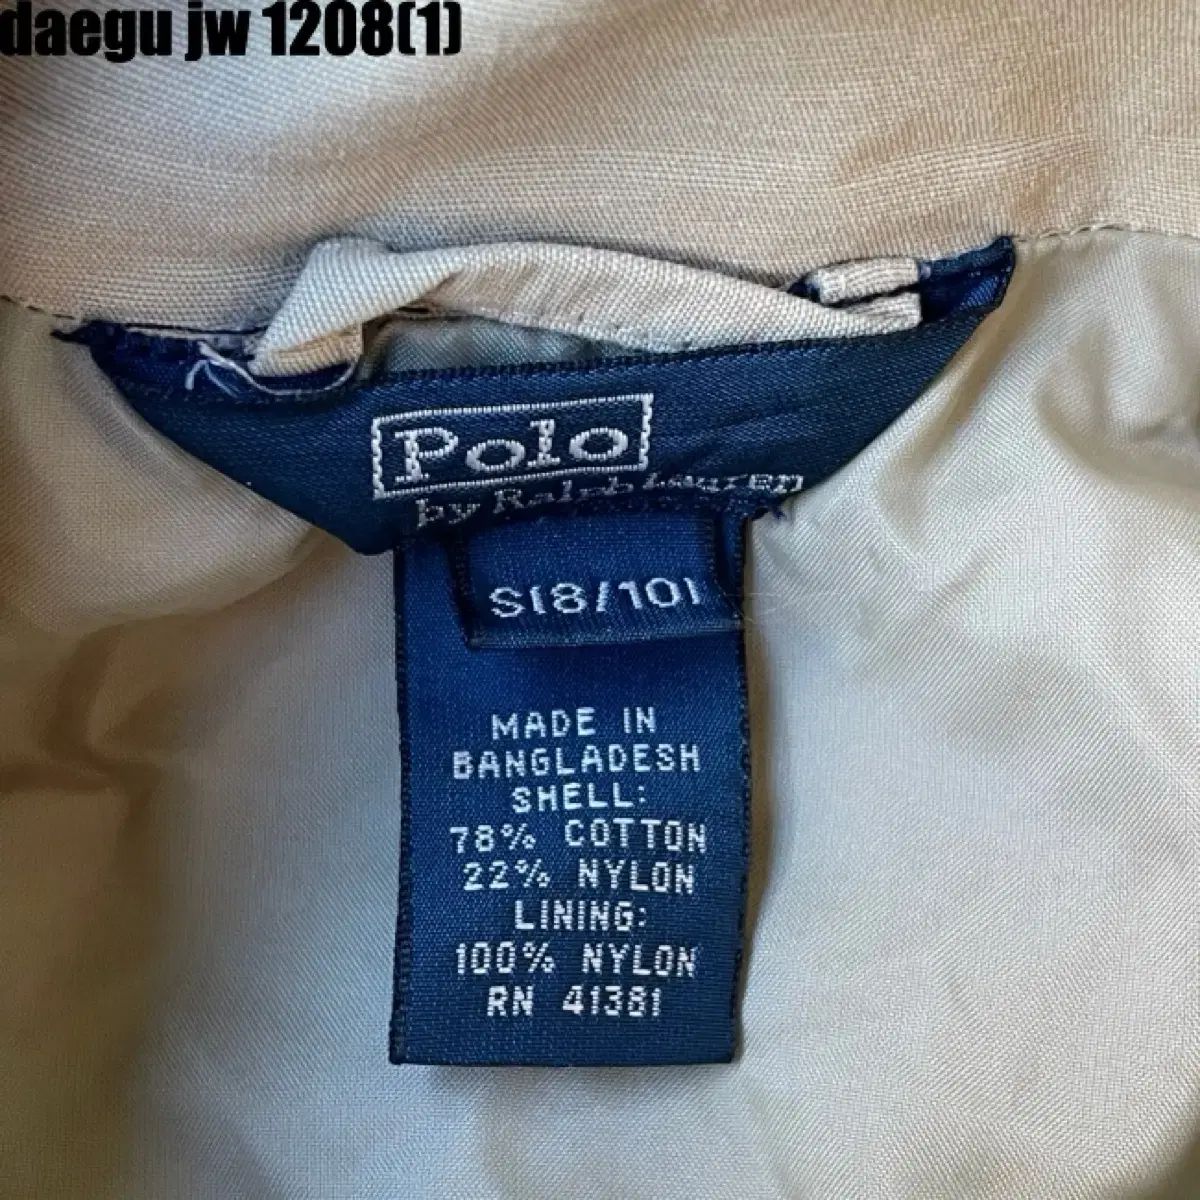 daegu jw 1208(1)
Polo
by Ralph Lauren
S(8/10)
MADE IN
BANGLADESH
SHELL:
78% COTTON
22% NYLON
LINING:
100% NYLON
RN 41381